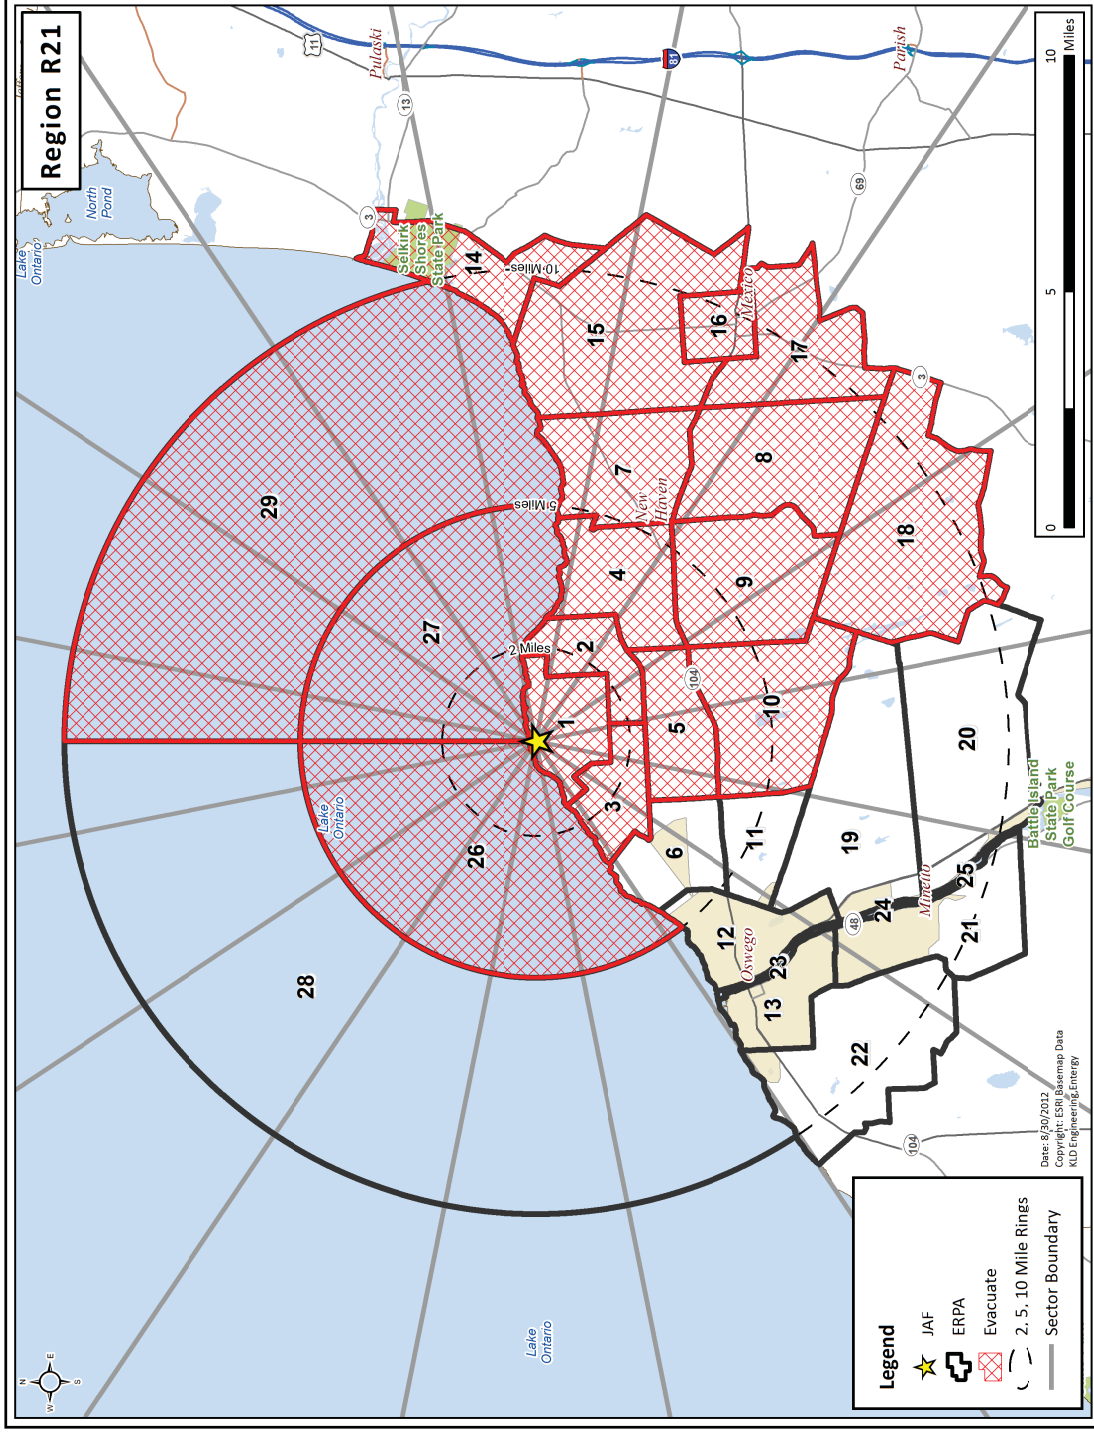 Region R21
Jefferson
Lake
Ontario
North
Pond
11
Pulaski
13
81
Parish
3
Selkirk
Shores
State Park
69
10 Miles
14
15
16
Mexico
17
3
29
5 Miles
7
New
Haven
8
18
27
4
9
2 Miles
2
104
1
5
10
20
Lake
Ontario
26
3
6
11
19
Battle Island
State Park
Golf Course
28
12
Oswego
23
13
48
24
Minetto
25
21
22
104
Lake
Ontario
N
E
S
W
0
5
10
Miles
Date: 8/30/2012
Copyright: ESRI Basemap Data
KLD Engineering, Entergy
Legend
JAF
ERPA
Evacuate
2, 5, 10 Mile Rings
Sector Boundary